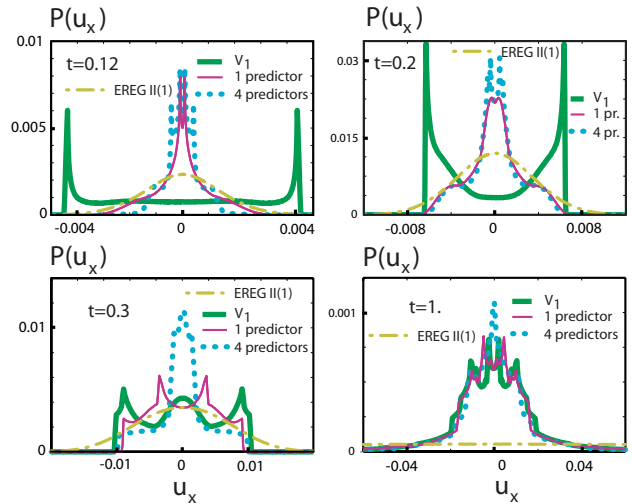 P(u_x)
0.01
t=0.12
V_1
EREG II(1)
1 predictor
4 predictors
0.005
0
-0.004
0
0.004
P(u_x)
EREG II(1)
0.03
t=0.2
V_1
1 pr.
4 pr.
0.015
0
-0.008
0
0.008
P(u_x)
EREG II(1)
0.01
t=0.3
V_1
1 predictor
4 predictors
0
-0.01
0
0.01
u_x
P(u_x)
0.001
t=1.
V_1
1 predictor
EREG II(1)
4 predictors
0
-0.04
0
0.04
u_x